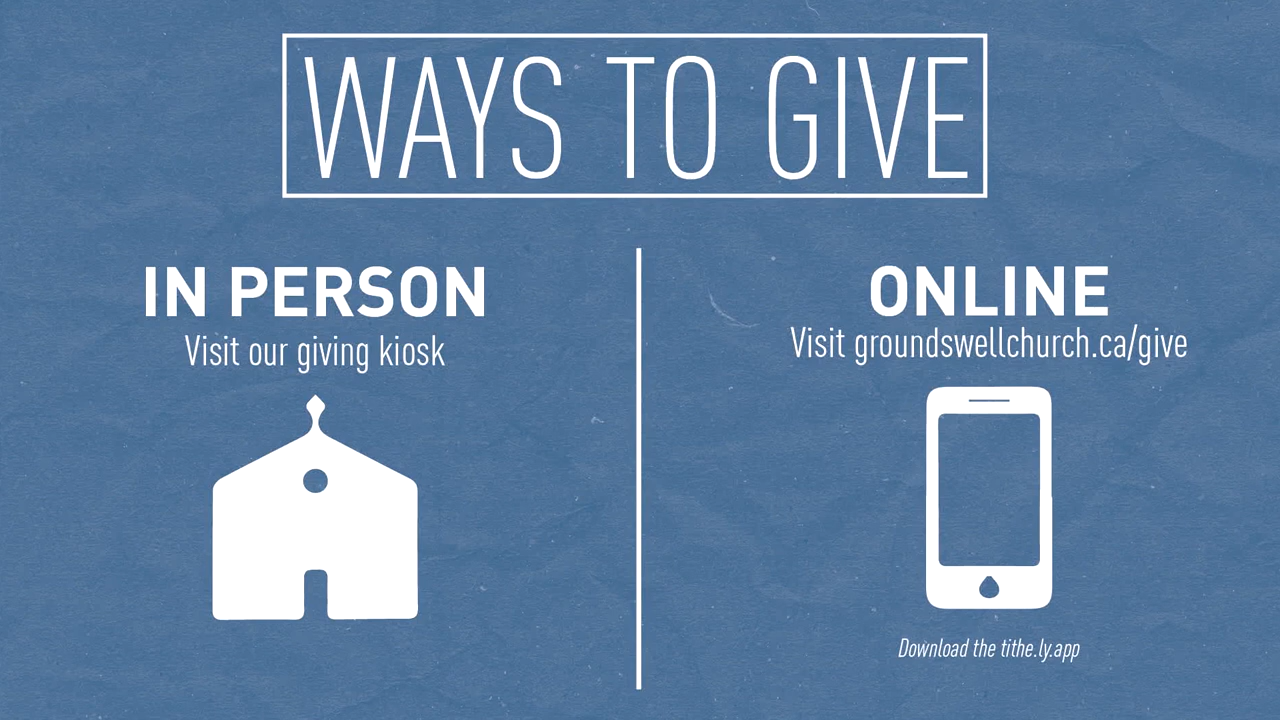 WAYS TO GIVE
IN PERSON
Visit our giving kiosk
ONLINE
Visit groundswellchurch.ca/give
Download the tithe.ly.app